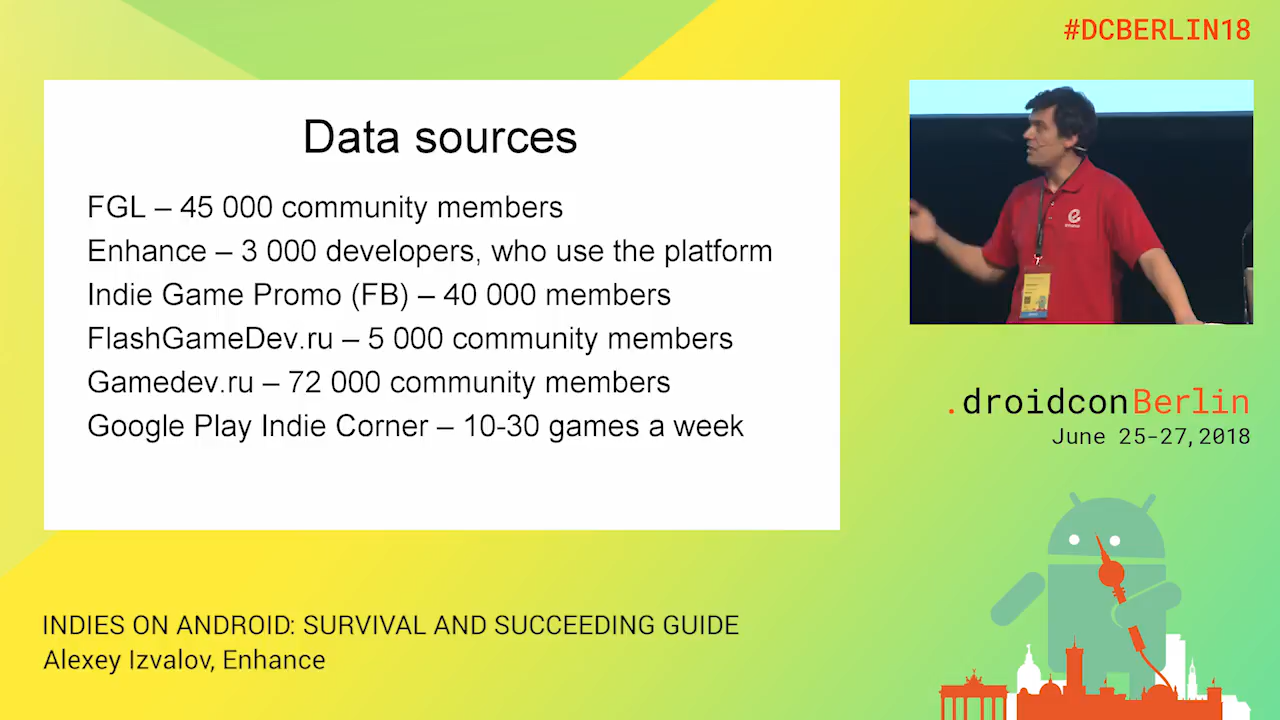 #DCBERLIN18
Data sources
FGL – 45 000 community members
Enhance – 3 000 developers, who use the platform
Indie Game Promo (FB) – 40 000 members
FlashGameDev.ru – 5 000 community members
Gamedev.ru – 72 000 community members
Google Play Indie Corner – 10-30 games a week
.droidconBerlin
June 25-27,2018
INDIES ON ANDROID: SURVIVAL AND SUCCEEDING GUIDE
Alexey Izvalov, Enhance